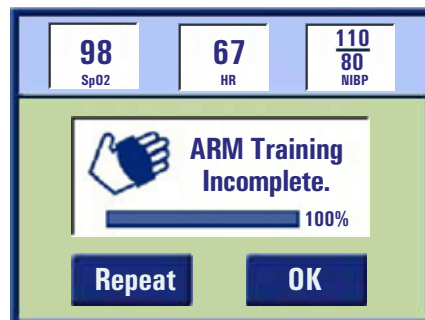 98
SpO2
67
HR
110
80
NIBP
ARM Training
Incomplete.
100%
Repeat
OK